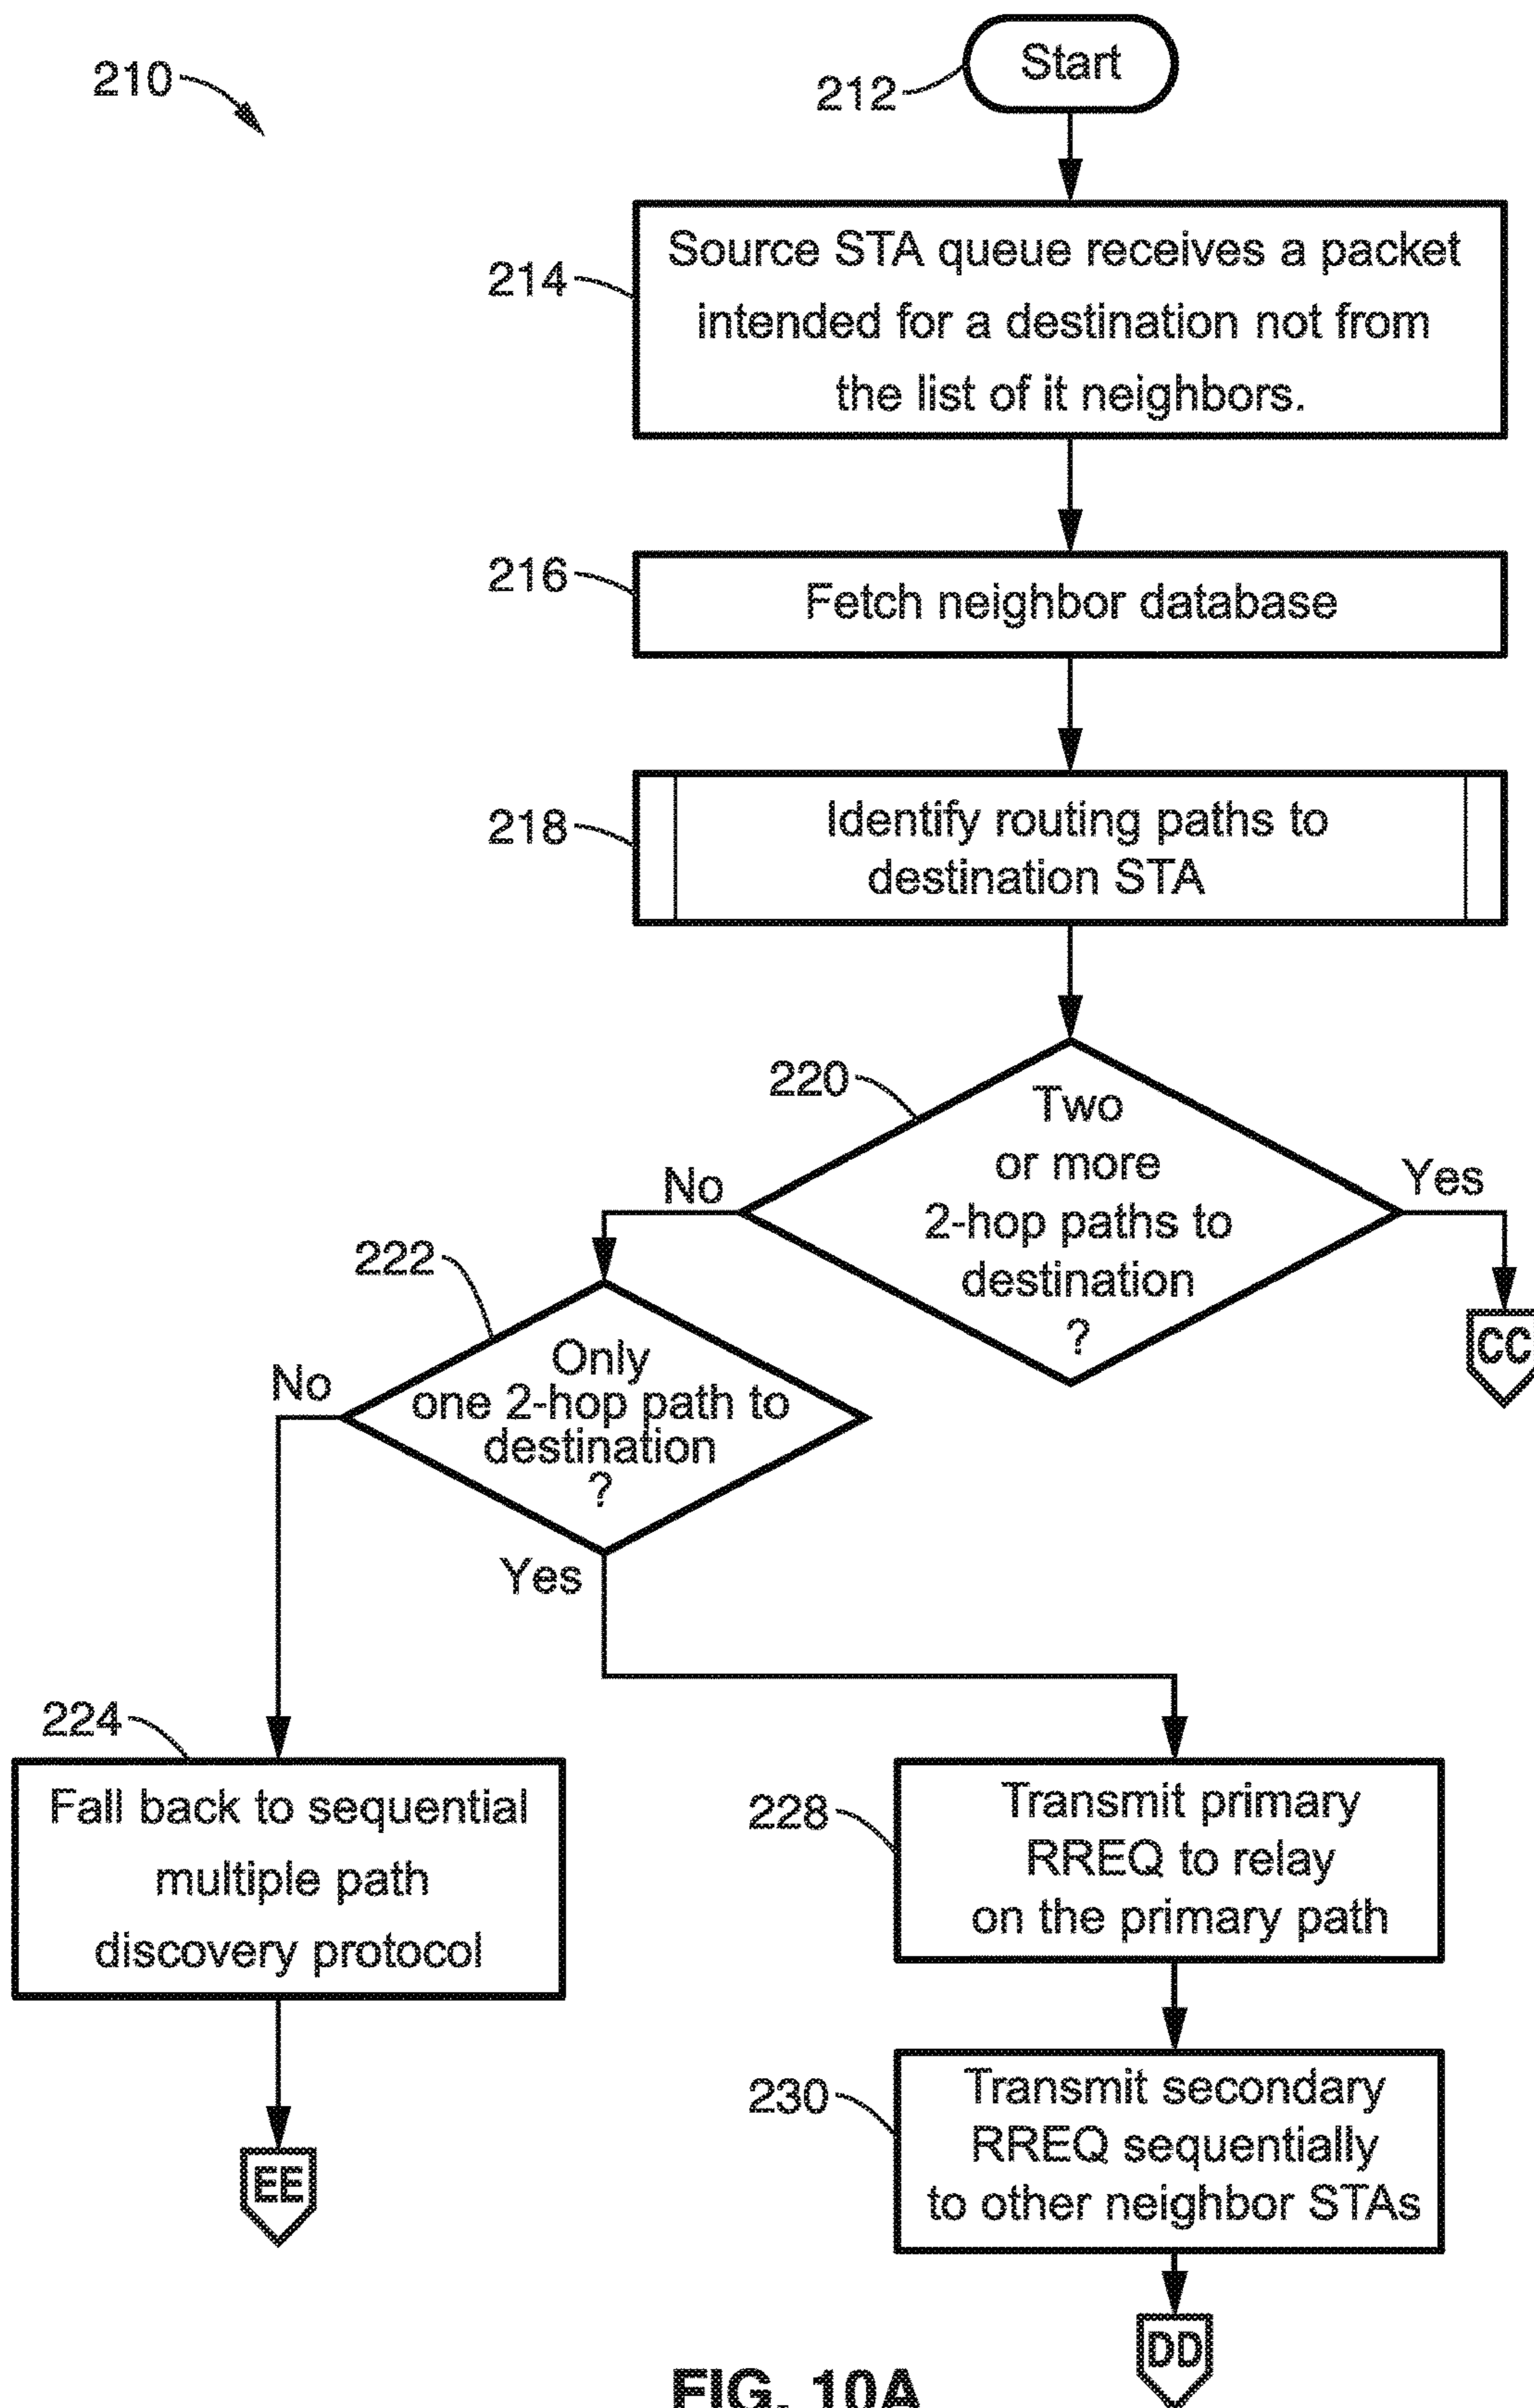 210
212
Start
214
Source STA queue receives a packet
intended for a destination not from
the list of it neighbors.
216
Fetch neighbor database
218
Identify routing paths to
destination STA
220
Two
or more
2-hop paths to
destination
?
No
Yes
CC
222
Only
one 2-hop path to
destination
?
No
Yes
224
Fall back to sequential
multiple path
discovery protocol
228
Transmit primary
RREQ to relay
on the primary path
230
Transmit secondary
RREQ sequentially
to other neighbor STAs
EE
DD
FIG. 10A